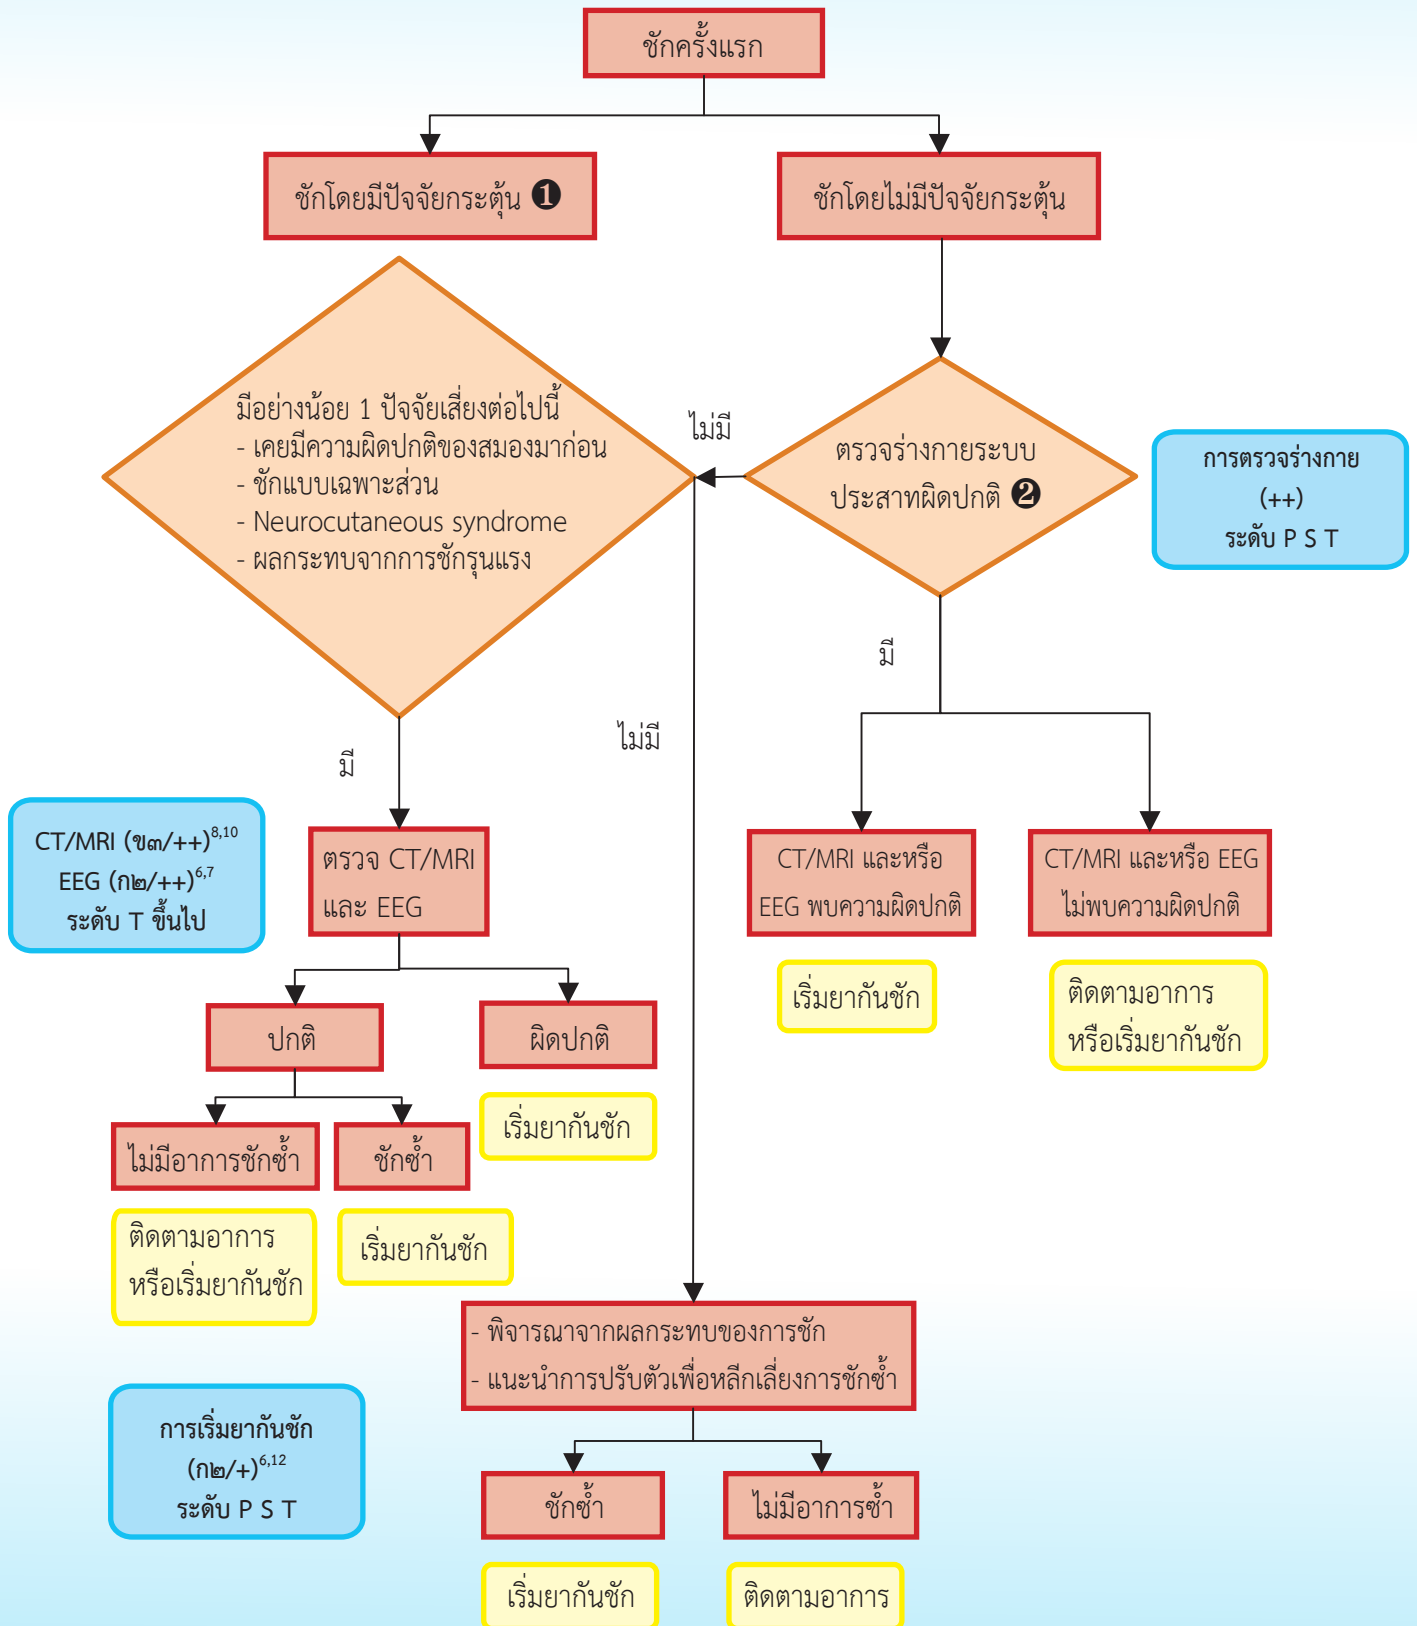 ชักครั้งแรก
ชักโดยมีปัจจัยกระตุ้น ❶
ชักโดยไม่มีปัจจัยกระตุ้น
มีอย่างน้อย 1 ปัจจัยเสี่ยงต่อไปนี้
- เคยมีความผิดปกติของสมองมาก่อน
- ชักแบบเฉพาะส่วน
- Neurocutaneous syndrome
- ผลกระทบจากการชักรุนแรง
ไม่มี
ตรวจร่างกายระบบ
ประสาทผิดปกติ ❷
การตรวจร่างกาย
(++)
ระดับ P S T
มี
ไม่มี
มี
CT/MRI (ข๓/++)8,10
EEG (ก๒/++)6,7
ระดับ T ขึ้นไป
ตรวจ CT/MRI
และ EEG
CT/MRI และหรือ
EEG พบความผิดปกติ
CT/MRI และหรือ EEG
ไม่พบความผิดปกติ
เริ่มยากันชัก
ติดตามอาการ
หรือเริ่มยากันชัก
ปกติ
ผิดปกติ
เริ่มยากันชัก
ไม่มีอาการชักซ้ำ
ชักซ้ำ
ติดตามอาการ
หรือเริ่มยากันชัก
เริ่มยากันชัก
- พิจารณาจากผลกระทบของการชัก
- แนะนำการปรับตัวเพื่อหลีกเลี่ยงการชักซ้ำ
การเริ่มยากันชัก
(ก๒/+)6,12
ระดับ P S T
ชักซ้ำ
ไม่มีอาการซ้ำ
เริ่มยากันชัก
ติดตามอาการ